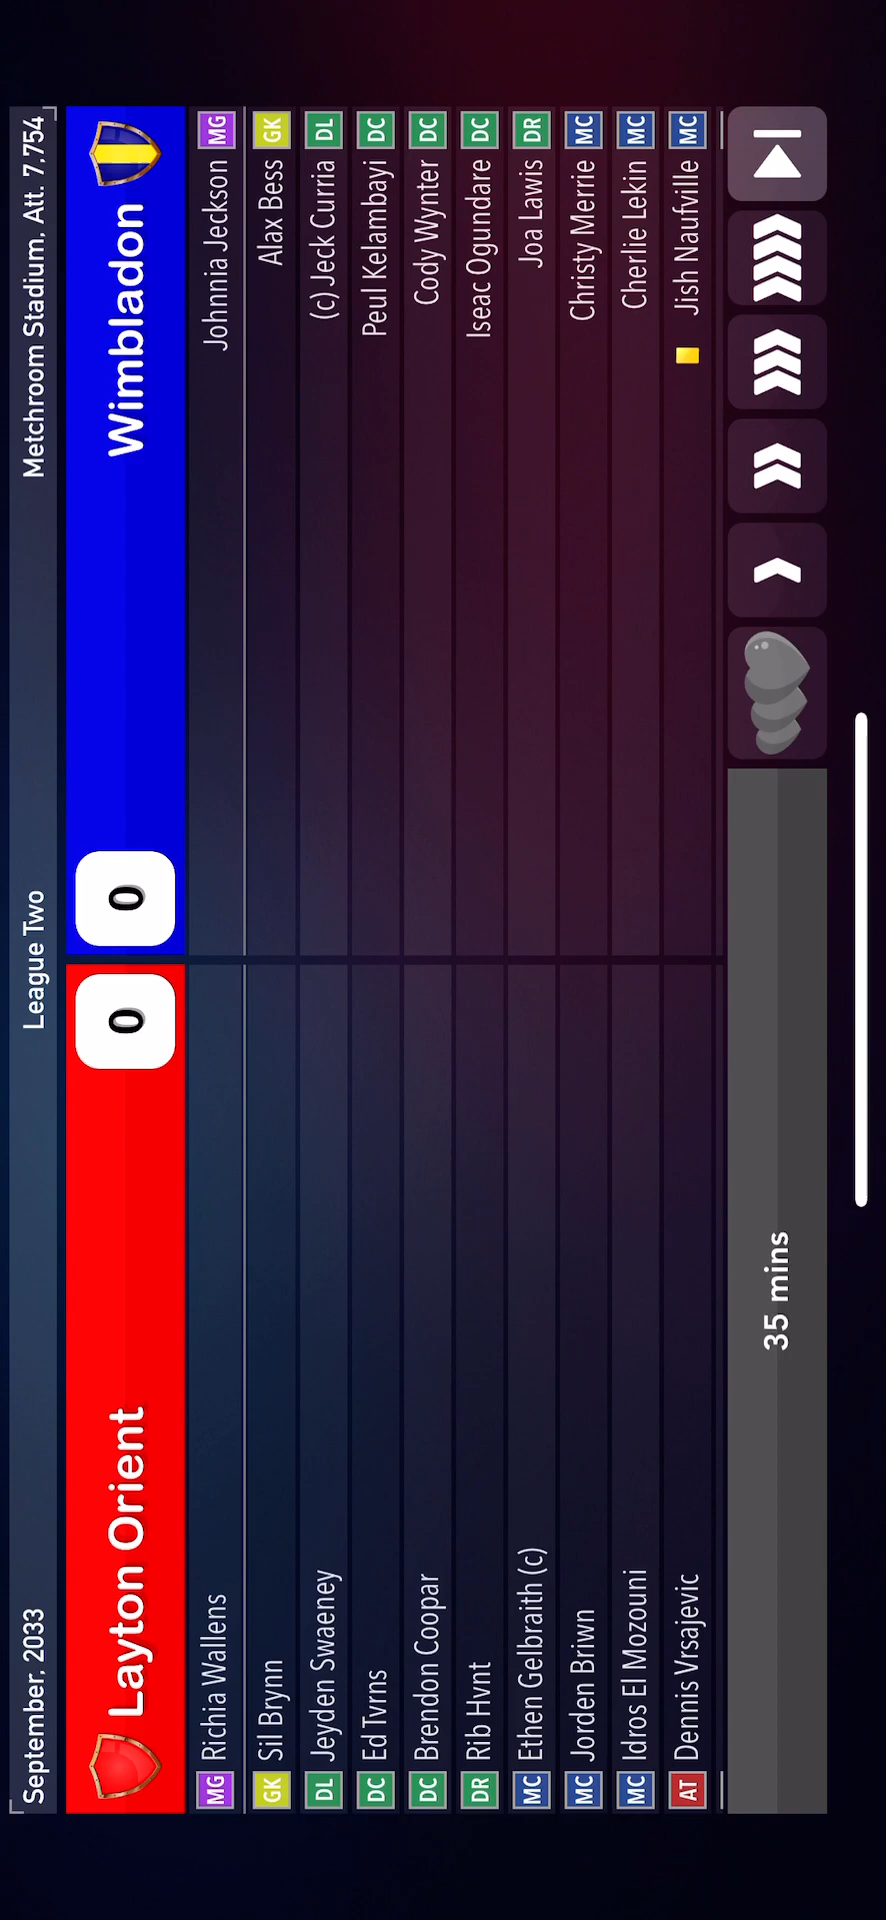 September, 2033 League Two Metchroom Stadium, Att. 7,754
Layton Orient 0 0 Wimbladon
MG Richia Wallens Johnnia Jeckson MG
GK Sil Brynn Alax Bess GK
DL Jeyden Swaeney (c) Jeck Curria DL
DC Ed Tvrns Peul Kelambayi DC
DC Brendon Coopar Cody Wynter DC
DR Rib Hvnt Iseac Ogundare DC
MC Ethen Gelbraith (c) Joa Lawis DR
MC Jorden Briwn Christy Merrie MC
MC Idros El Mozouni Cherlie Lekin MC
AT Dennis Vrsajevic Jish Naufville MC
35 mins